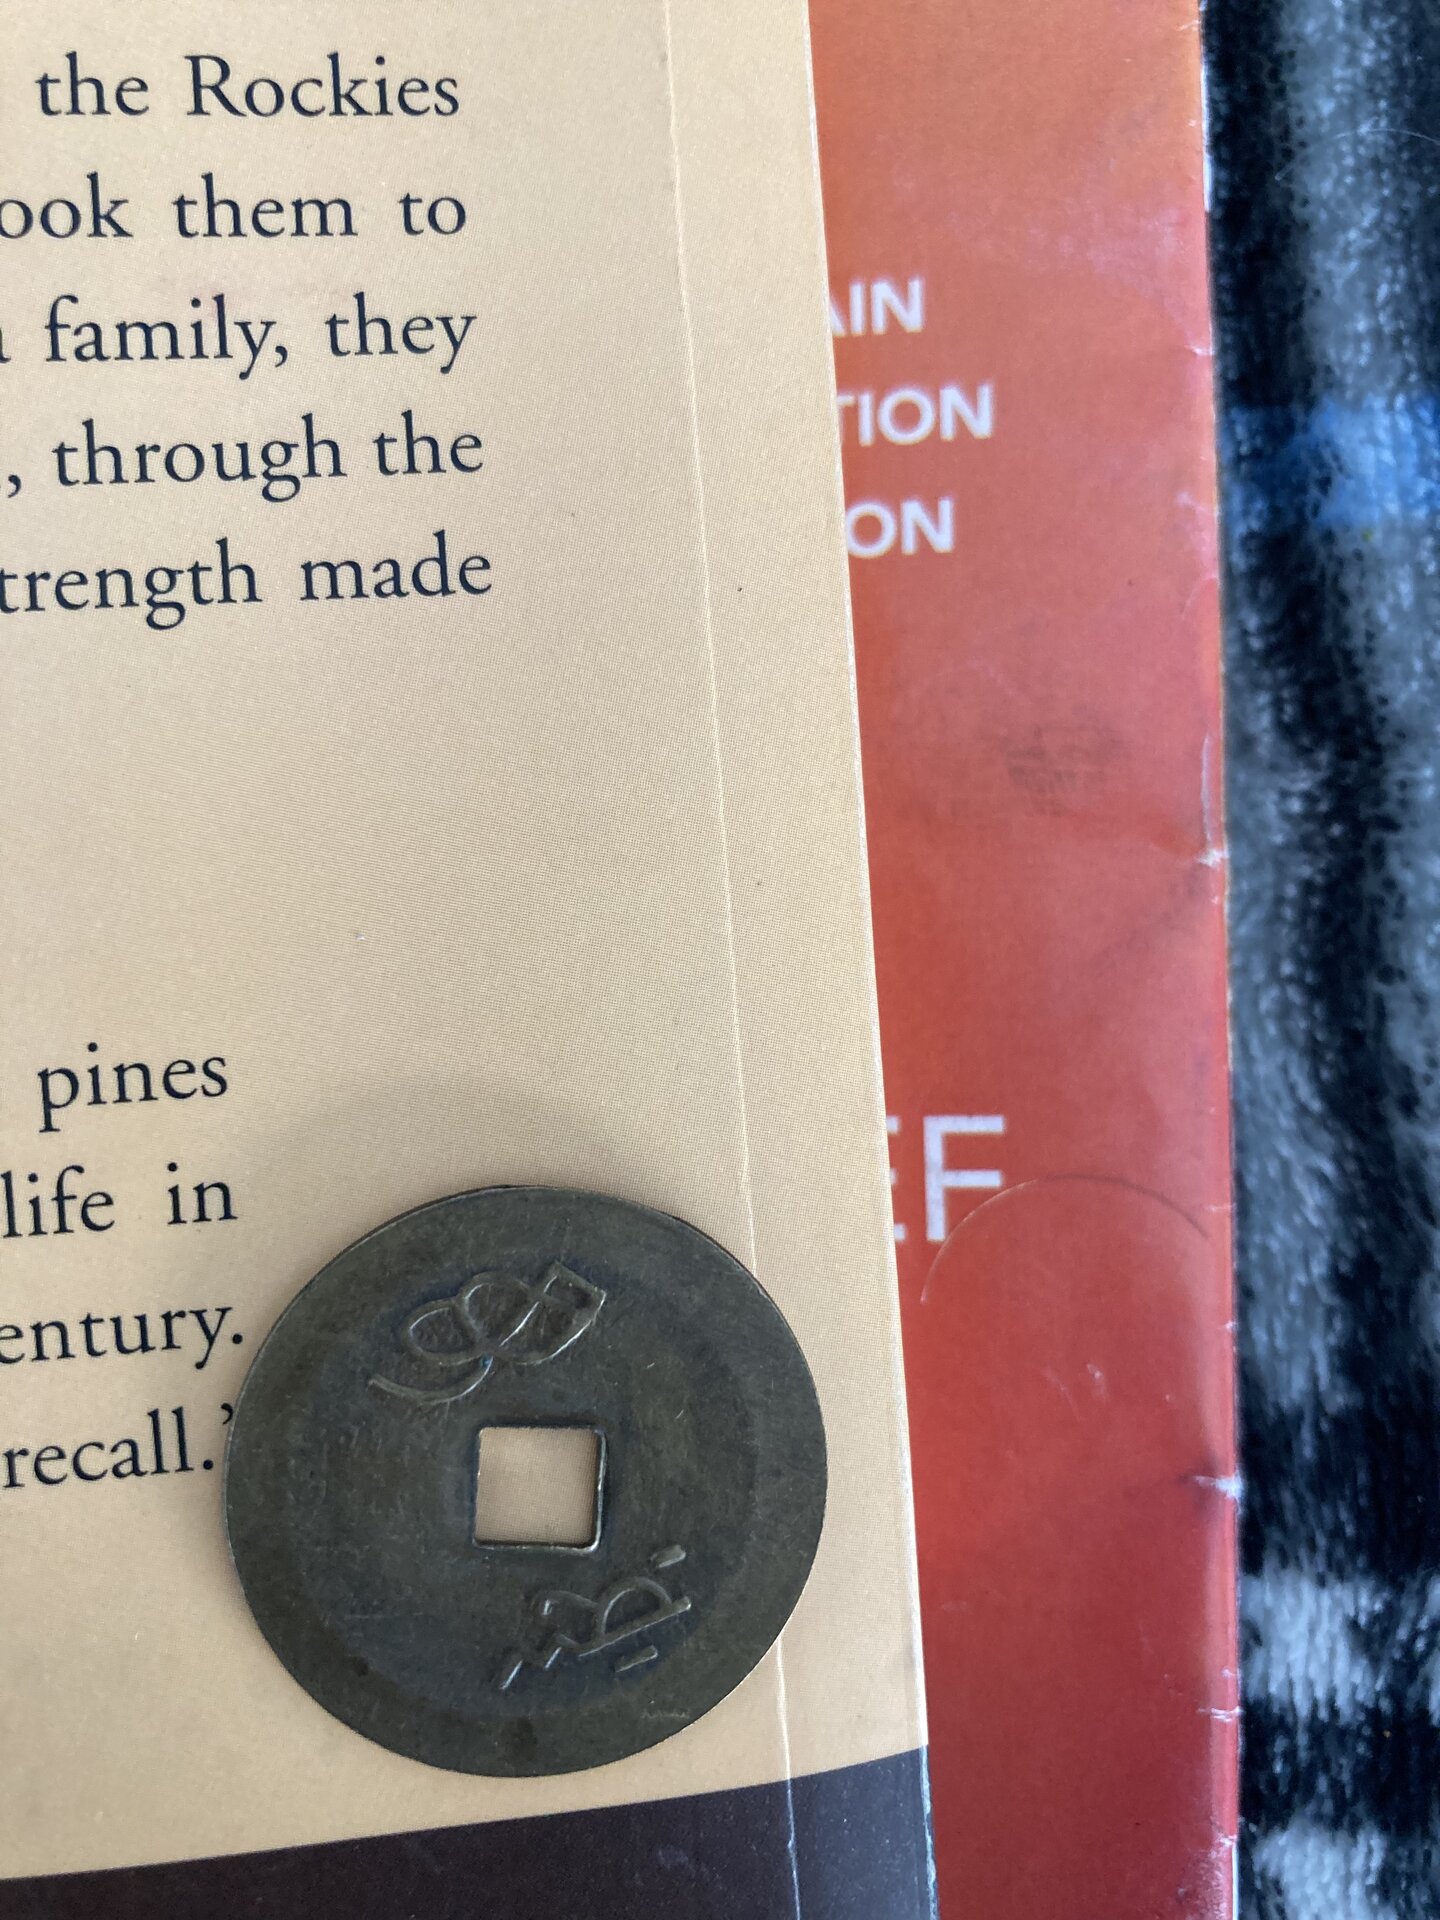 the Rockies
ook them to
family, they
, through the
trength made
pines
life in
entury.
recall.’
AIN
TION
ON
EF